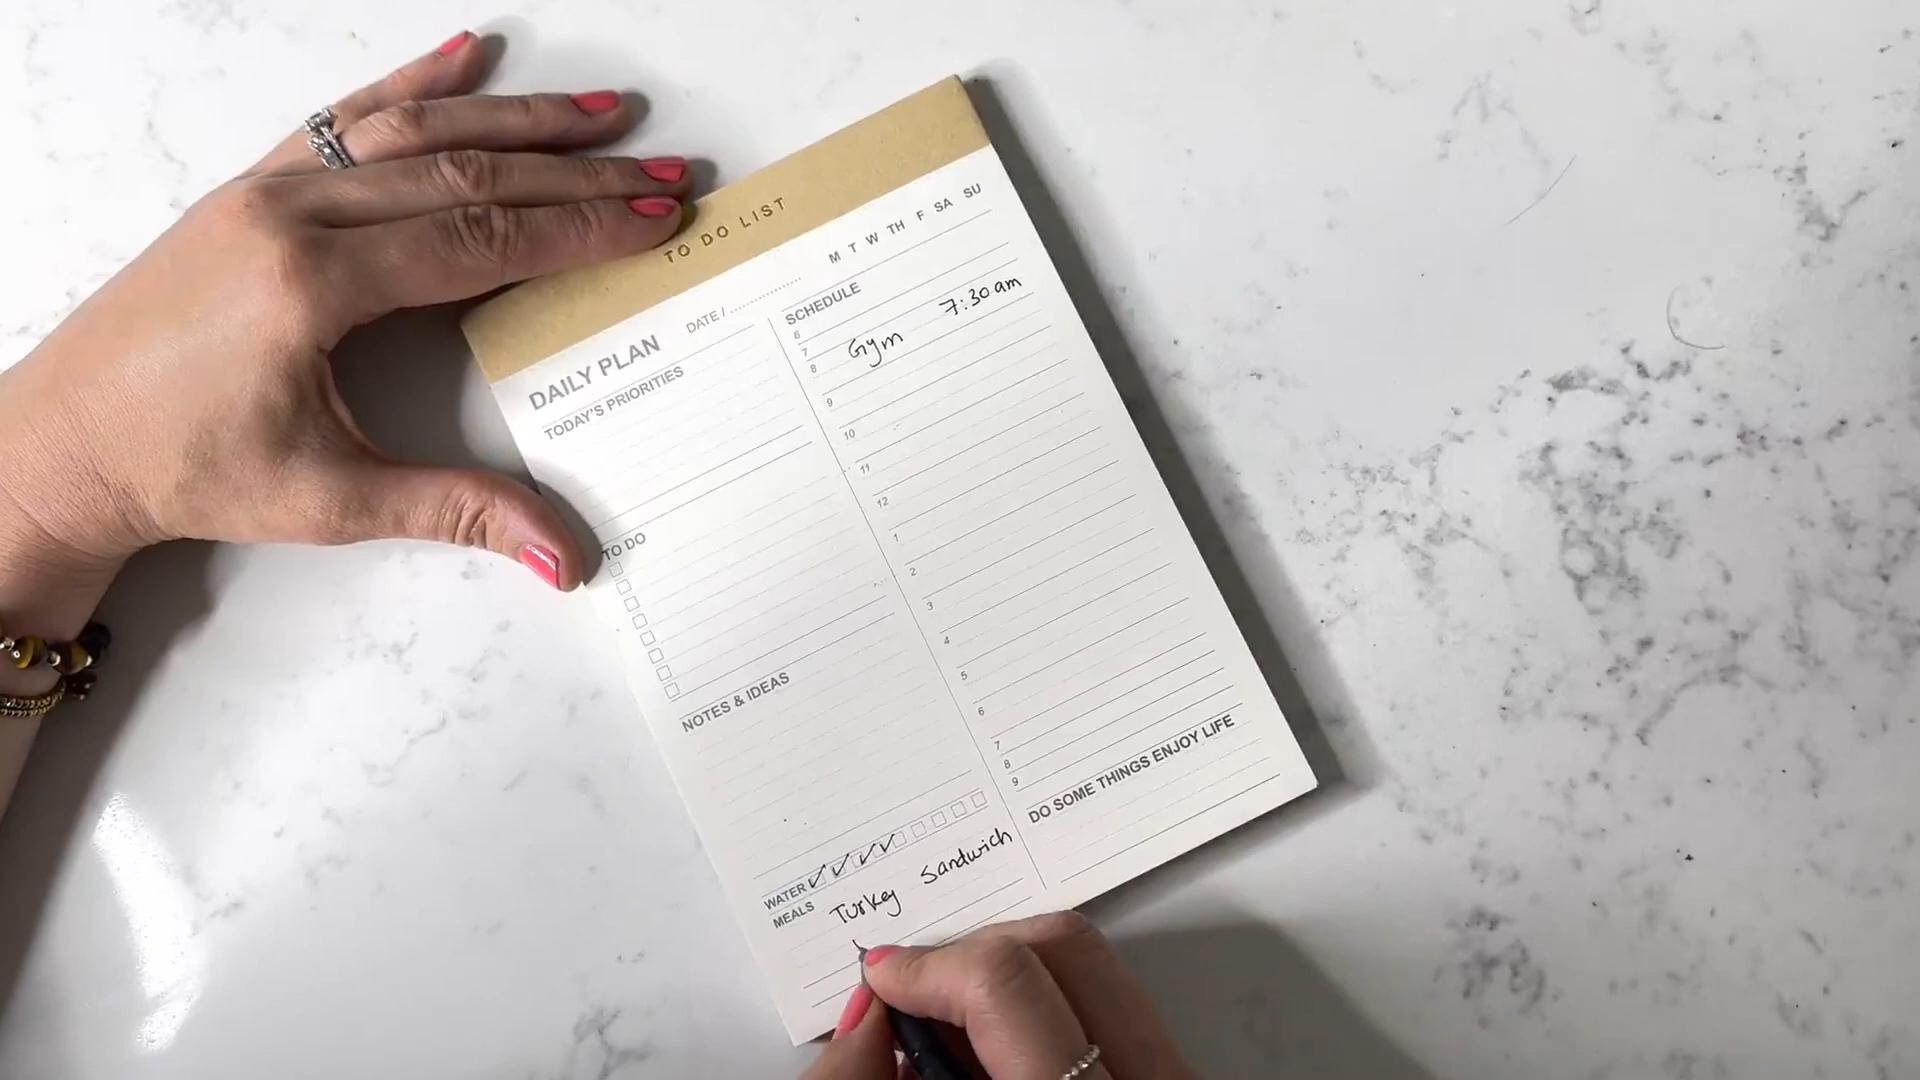 TO DO LIST
DATE / ..................
M T W TH F SA SU
DAILY PLAN
TODAY'S PRIORITIES
TO DO
NOTES & IDEAS
WATER
MEALS Turkey Sandwich
SCHEDULE
6
7 Gym 7:30 am
8
9
10
11
12
1
2
3
4
5
6
7
8
9
DO SOME THINGS ENJOY LIFE